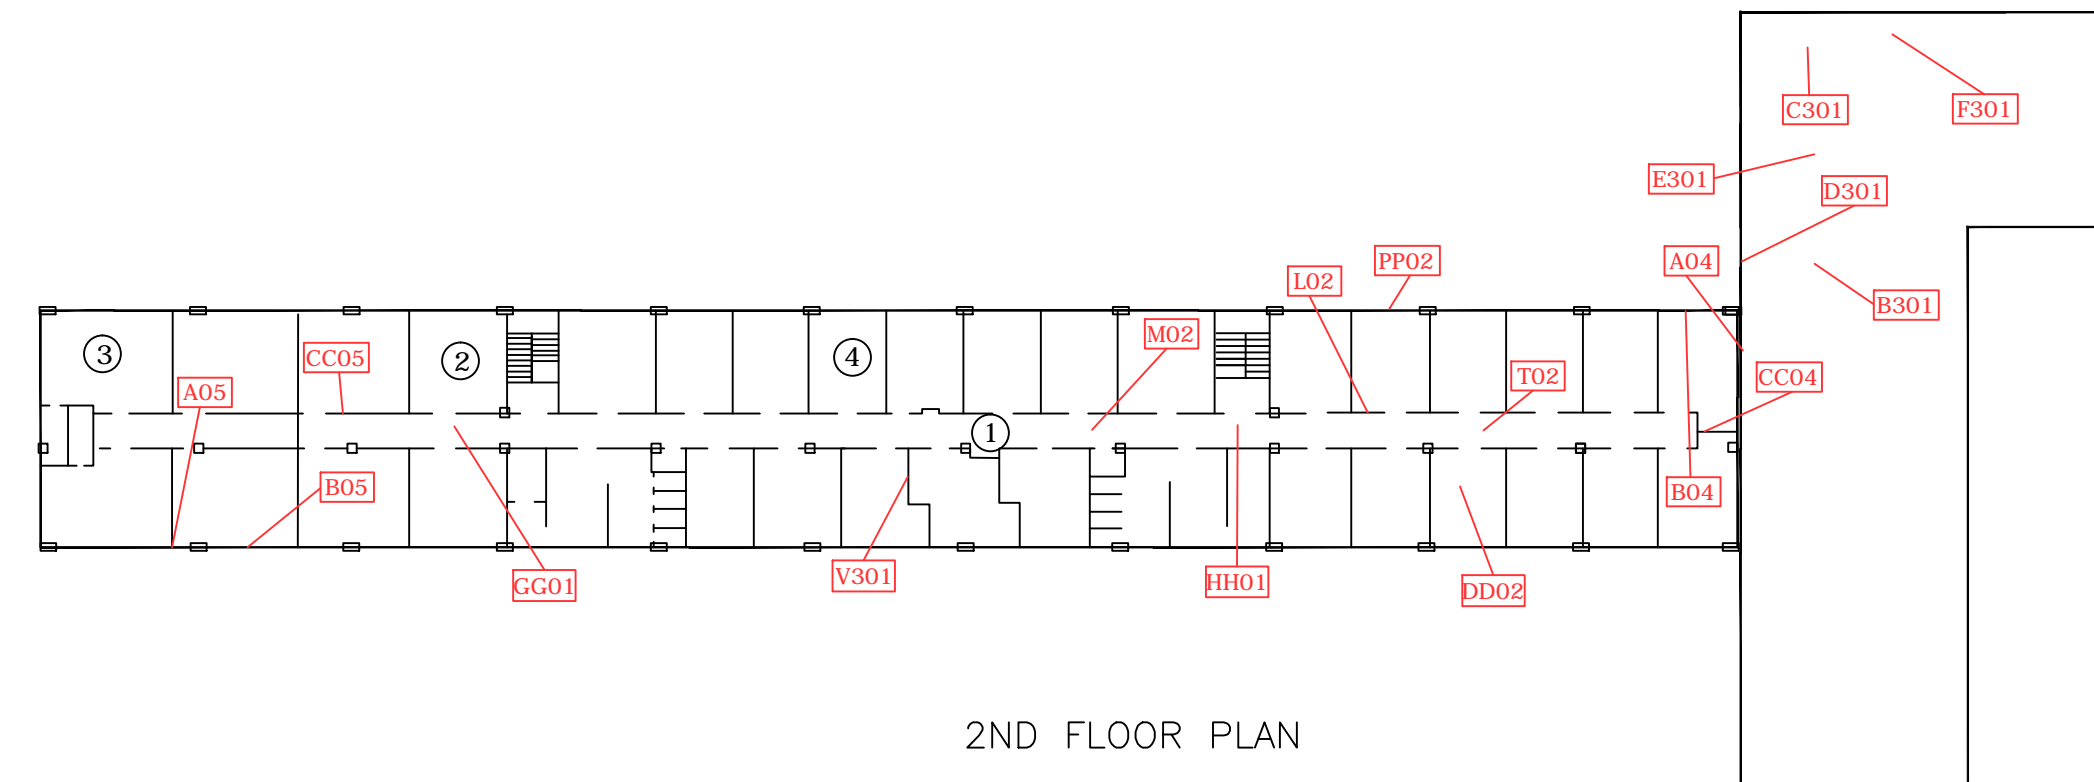 C301
F301
E301
D301
A04
PP02
L02
B301
M02
3
CC05
2
4
T02
CC04
A05
1
B05
B04
GG01
V301
HH01
DD02
2ND FLOOR PLAN